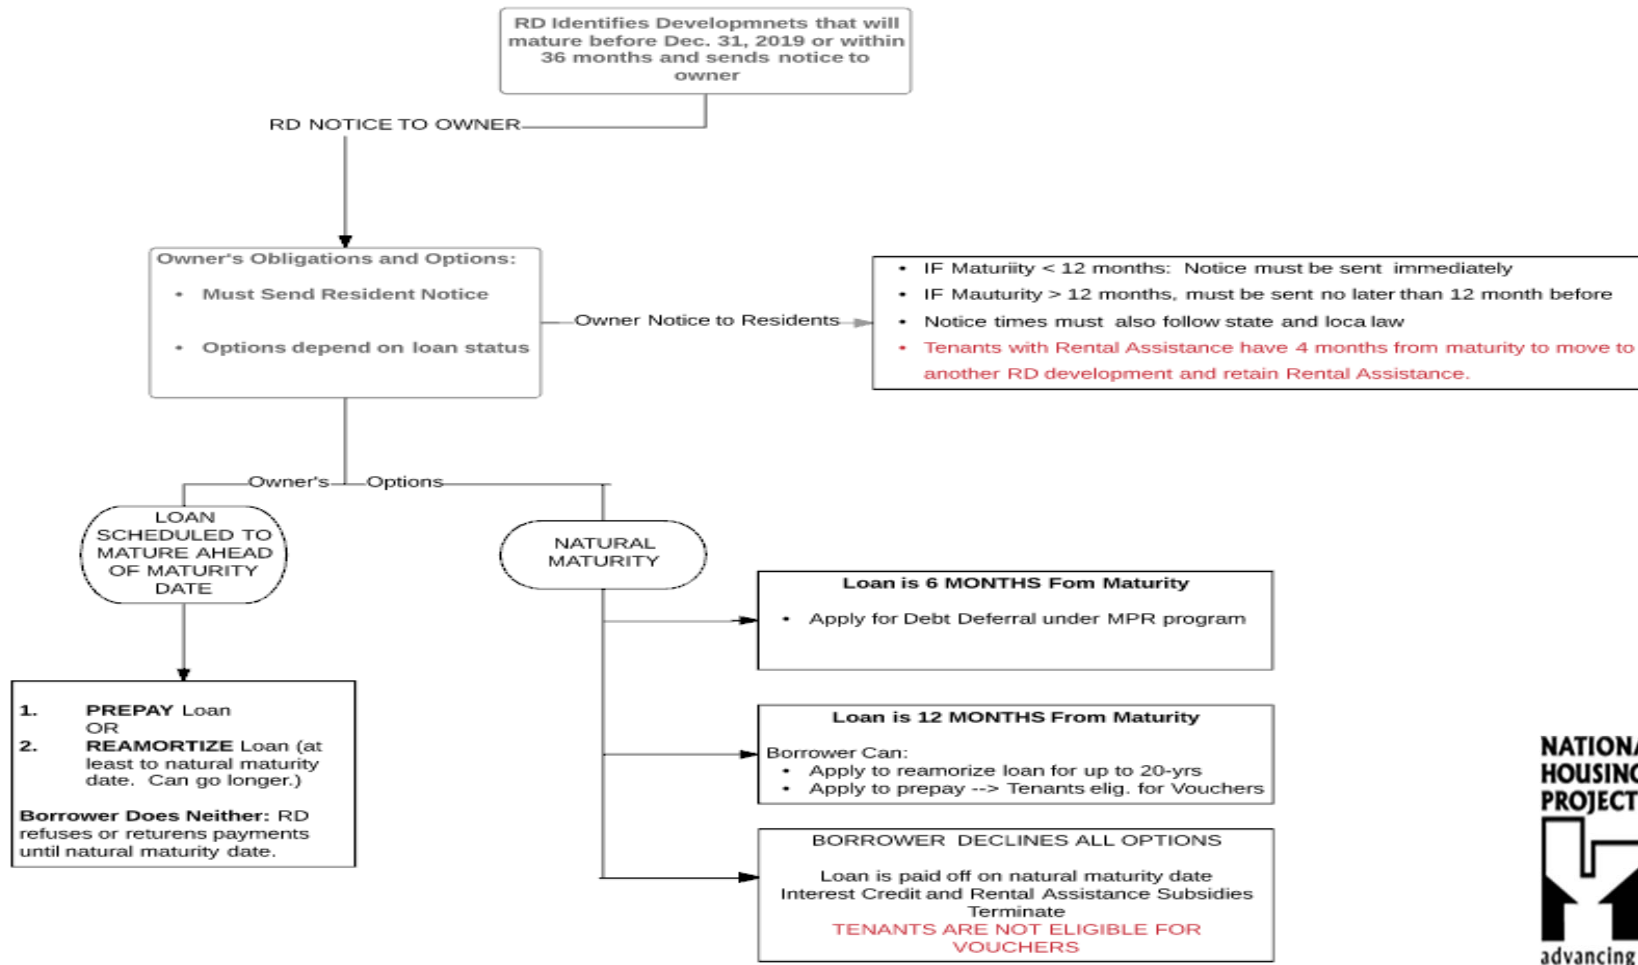 RD Identifies Developmnets that will
mature before Dec. 31, 2019 or within
36 months and sends notice to
owner
RD NOTICE TO OWNER
Owner's Obligations and Options:
• Must Send Resident Notice
• Options depend on loan status
Owner Notice to Residents
• IF Maturiity < 12 months: Notice must be sent immediately
• IF Mauturity > 12 months, must be sent no later than 12 month before
• Notice times must also follow state and loca law
• Tenants with Rental Assistance have 4 months from maturity to move to
another RD development and retain Rental Assistance.
Owner's Options
LOAN
SCHEDULED TO
MATURE AHEAD
OF MATURITY
DATE
NATURAL
MATURITY
1. PREPAY Loan
OR
2. REAMORTIZE Loan (at
least to natural maturity
date. Can go longer.)
Borrower Does Neither: RD
refuses or returens payments
until natural maturity date.
Loan is 6 MONTHS Fom Maturity
• Apply for Debt Deferral under MPR program
Loan is 12 MONTHS From Maturity
Borrower Can:
• Apply to reamorize loan for up to 20-yrs
• Apply to prepay --> Tenants elig. for Vouchers
BORROWER DECLINES ALL OPTIONS
Loan is paid off on natural maturity date
Interest Credit and Rental Assistance Subsidies
Terminate
TENANTS ARE NOT ELIGIBLE FOR
VOUCHERS
NATIONA
HOUSING
PROJECT
advancing